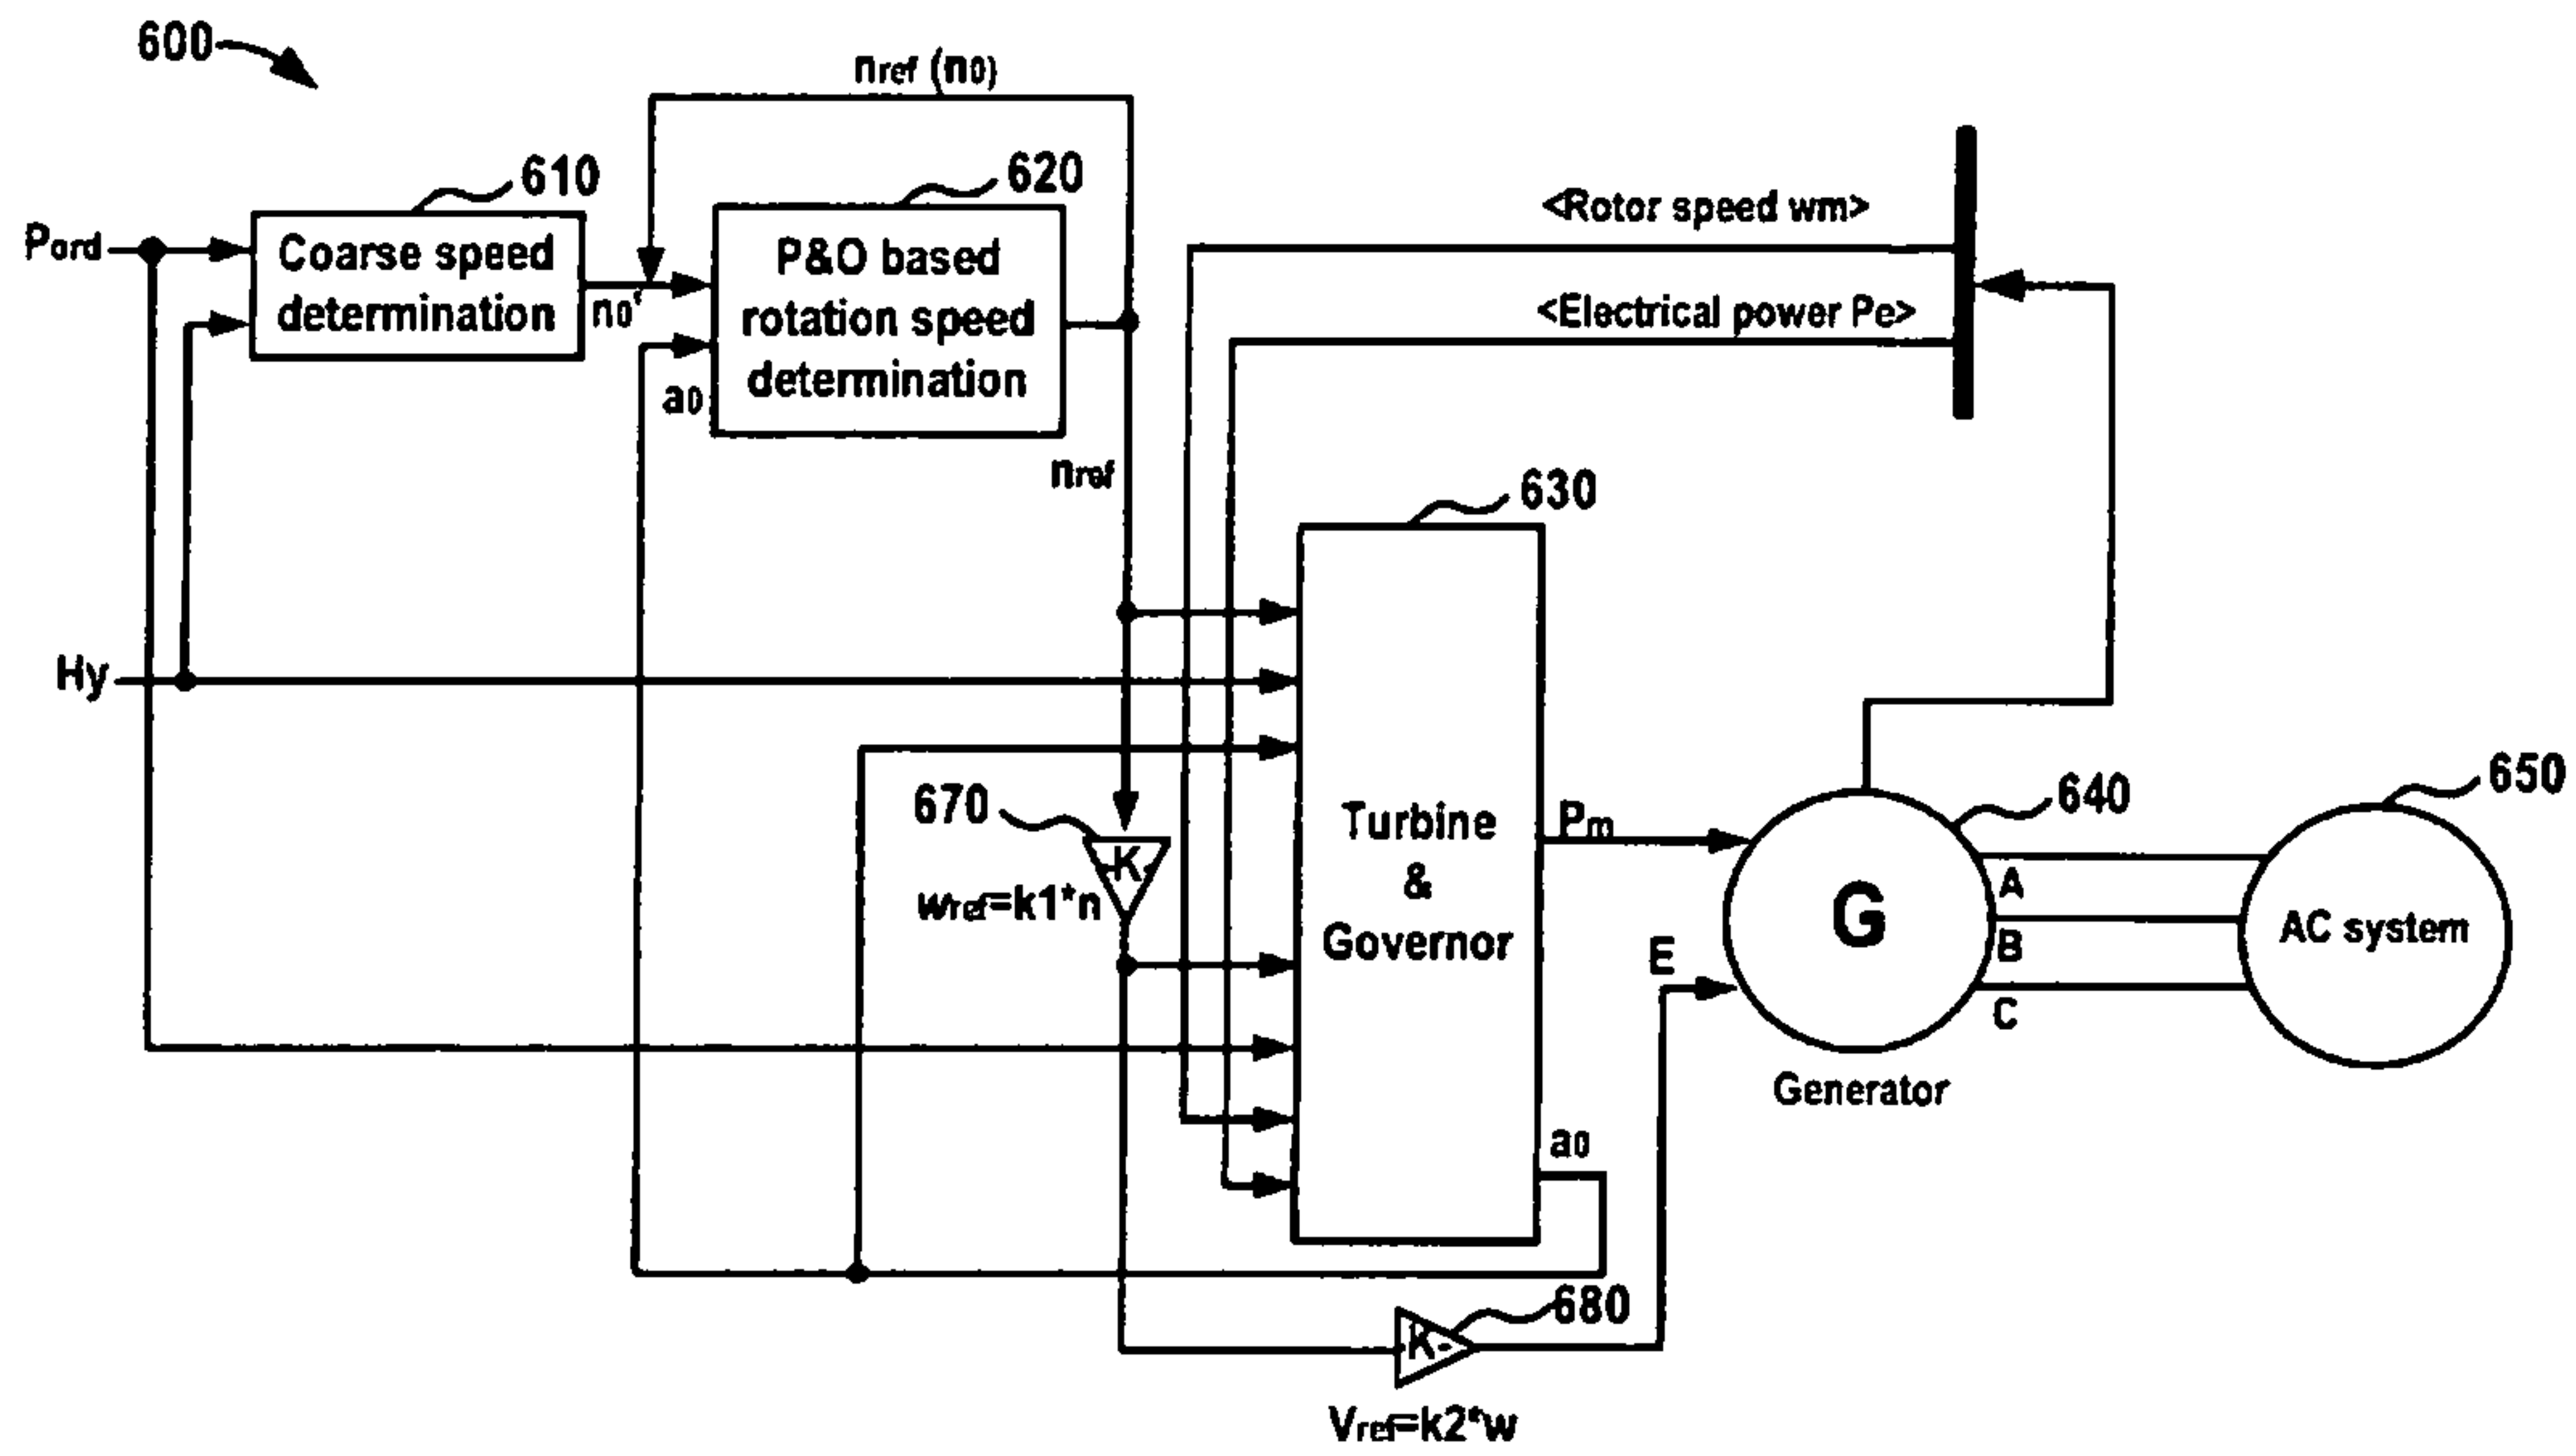 600
nref (n0)
610
620
Pord
Coarse speed
determination
n0'
P&O based
rotation speed
determination
a0
<Rotor speed wm>
<Electrical power Pe>
nref
630
Hy
670
-K-
wref=k1*n
Turbine
&
Governor
Pm
640
650
G
A
B
C
AC system
E
Generator
a0
680
K-
Vref=k2*w